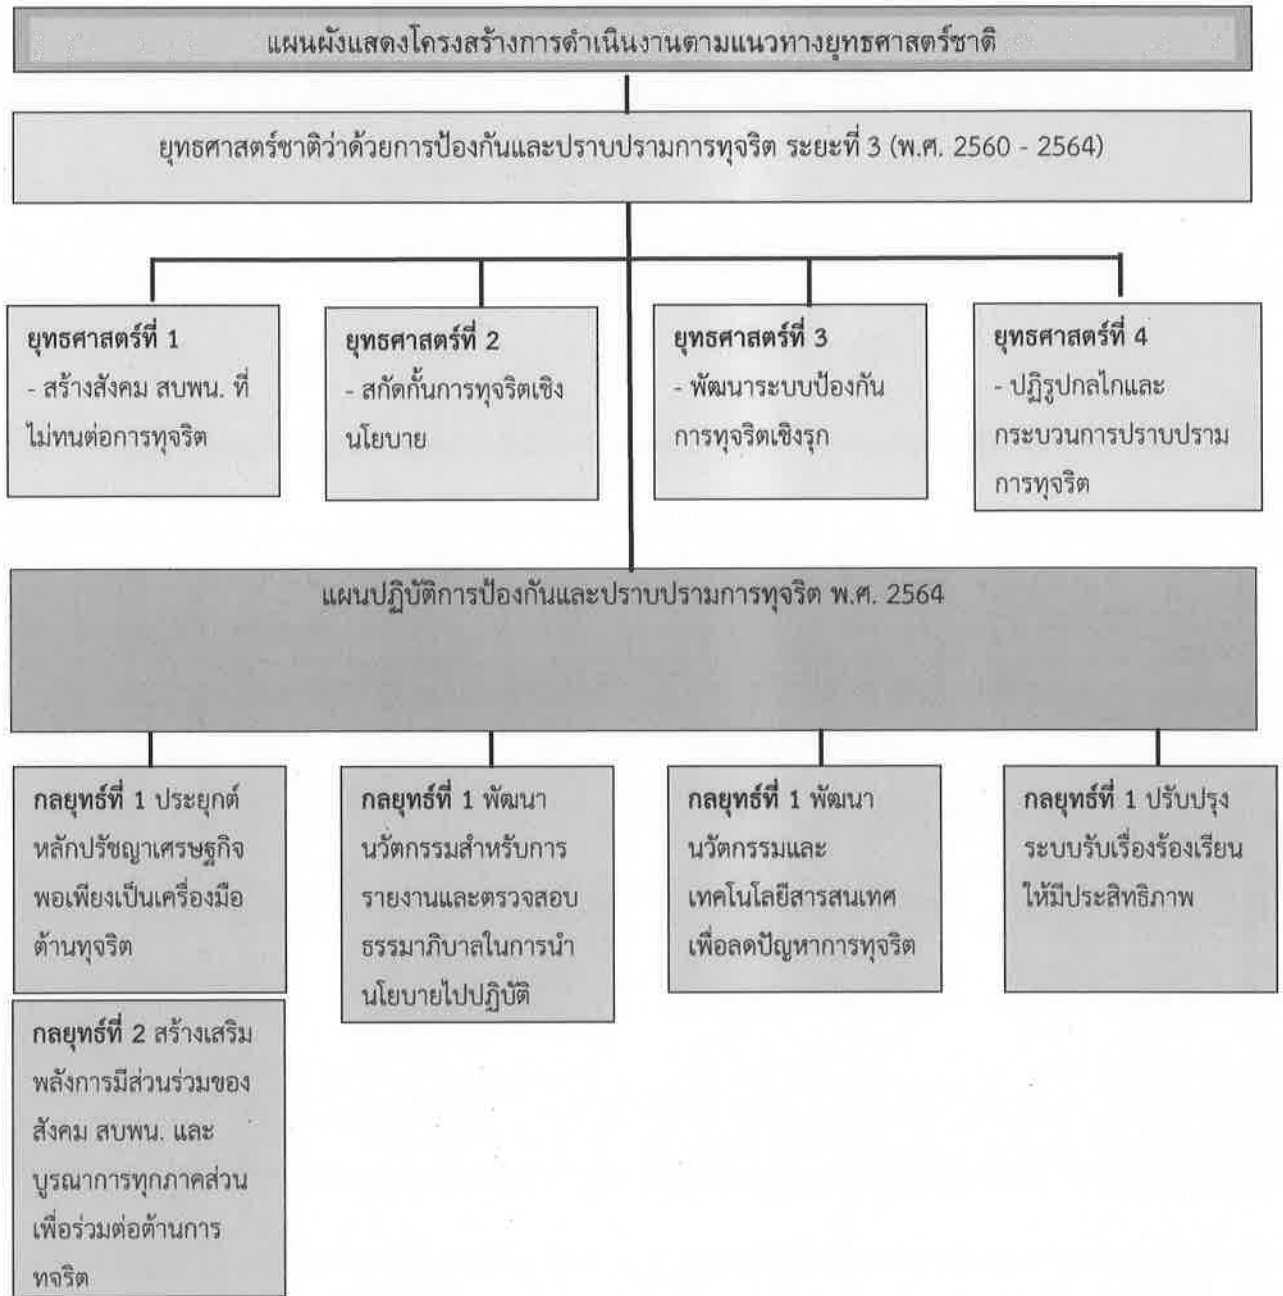 แผนผังแสดงโครงสร้างการดำเนินงานตามแนวทางยุทธศาสตร์ชาติ
ยุทธศาสตร์ชาติว่าด้วยการป้องกันและปราบปรามการทุจริต ระยะที่ 3 (พ.ศ. 2560 - 2564)
ยุทธศาสตร์ที่ 1
- สร้างสังคม สบพน. ที่
ไม่ทนต่อการทุจริต
ยุทธศาสตร์ที่ 2
- สกัดกั้นการทุจริตเชิง
นโยบาย
ยุทธศาสตร์ที่ 3
- พัฒนาระบบป้องกัน
การทุจริตเชิงรุก
ยุทธศาสตร์ที่ 4
- ปฏิรูปกลไกและ
กระบวนการปราบปราม
การทุจริต
แผนปฏิบัติการป้องกันและปราบปรามการทุจริต พ.ศ. 2564
กลยุทธ์ที่ 1 ประยุกต์
หลักปรัชญาเศรษฐกิจ
พอเพียงเป็นเครื่องมือ
ต้านทุจริต
กลยุทธ์ที่ 2 สร้างเสริม
พลังการมีส่วนร่วมของ
สังคม สบพน. และ
บูรณาการทุกภาคส่วน
เพื่อร่วมต่อต้านการ
ทุจริต
กลยุทธ์ที่ 1 พัฒนา
นวัตกรรมสำหรับการ
รายงานและตรวจสอบ
ธรรมาภิบาลในการนำ
นโยบายไปปฏิบัติ
กลยุทธ์ที่ 1 พัฒนา
นวัตกรรมและ
เทคโนโลยีสารสนเทศ
เพื่อลดปัญหาการทุจริต
กลยุทธ์ที่ 1 ปรับปรุง
ระบบรับเรื่องร้องเรียน
ให้มีประสิทธิภาพ